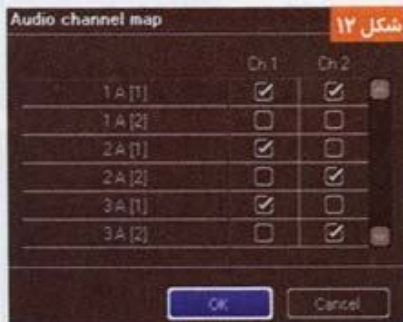 Audio channel map
شکل ۱۲
Ch 1 Ch 2
1 A [1]
1 A [2]
2 A [1]
2 A [2]
3 A [1]
3 A [2]
OK Cancel